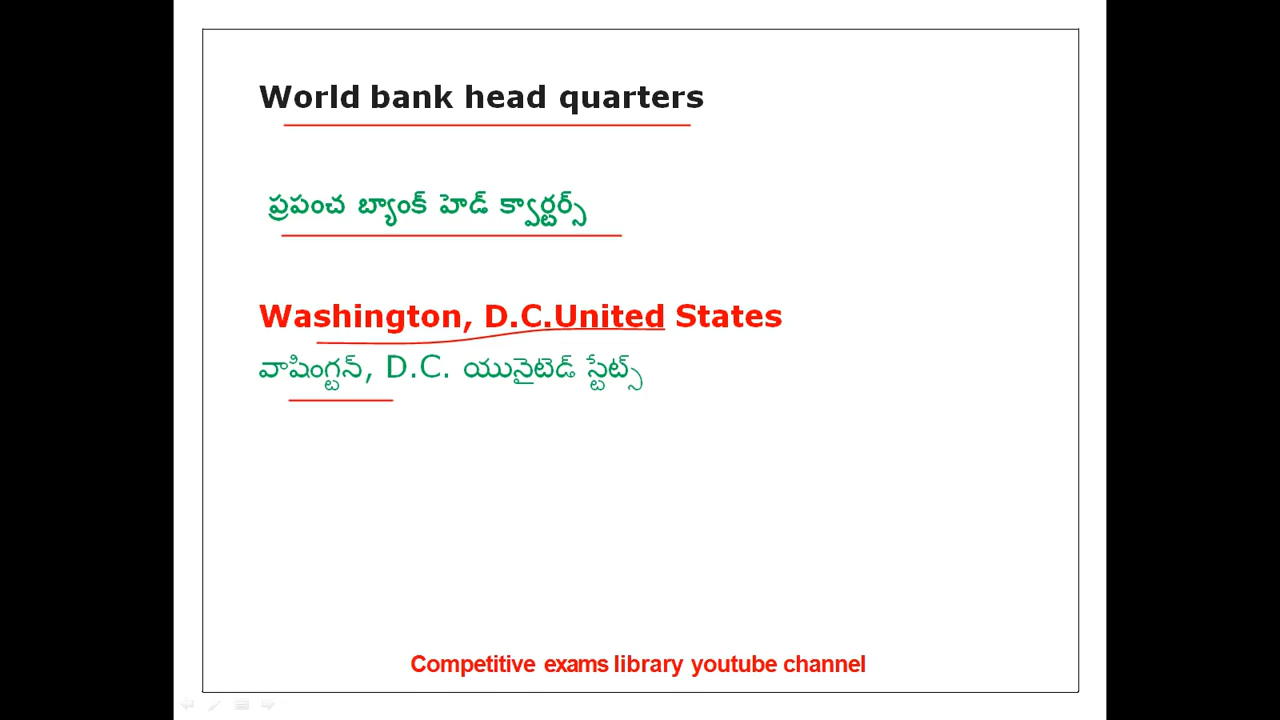 World bank head quarters
ప్రపంచ బ్యాంక్ హెడ్ క్వార్టర్స్
Washington, D.C.United States
వాషింగ్టన్, D.C. యునైటెడ్ స్టేట్స్
Competitive exams library youtube channel